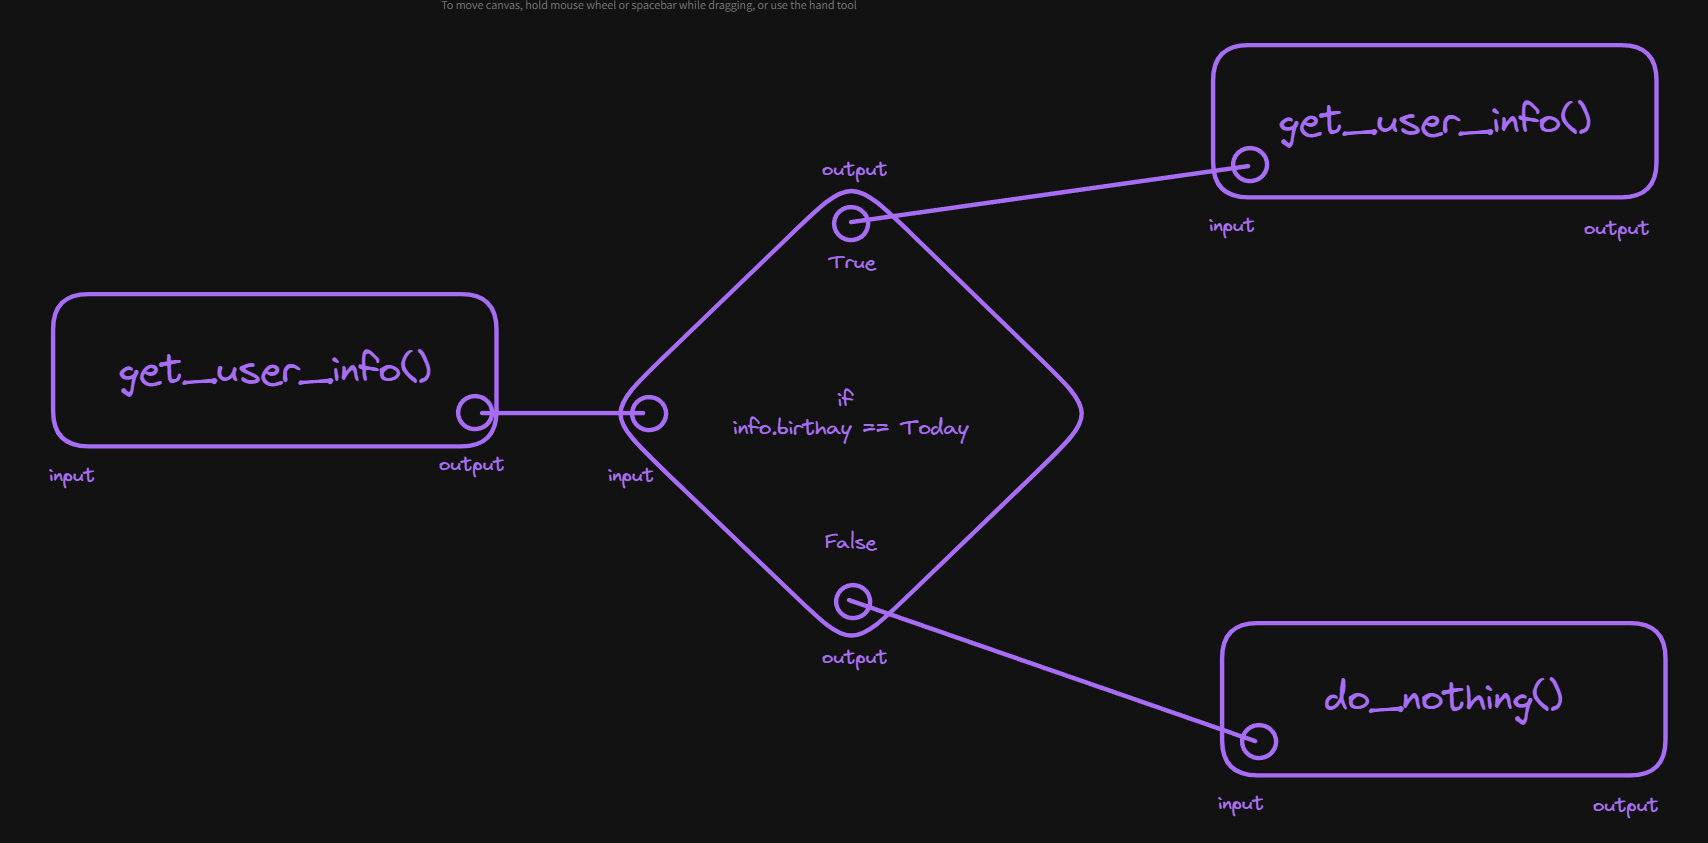 To move canvas, hold mouse wheel or spacebar while dragging, or use the hand tool
get_user_info()
input
output
output
True
if
info.birthay == Today
input
False
output
get_user_info()
input
output
do_nothing()
input
output